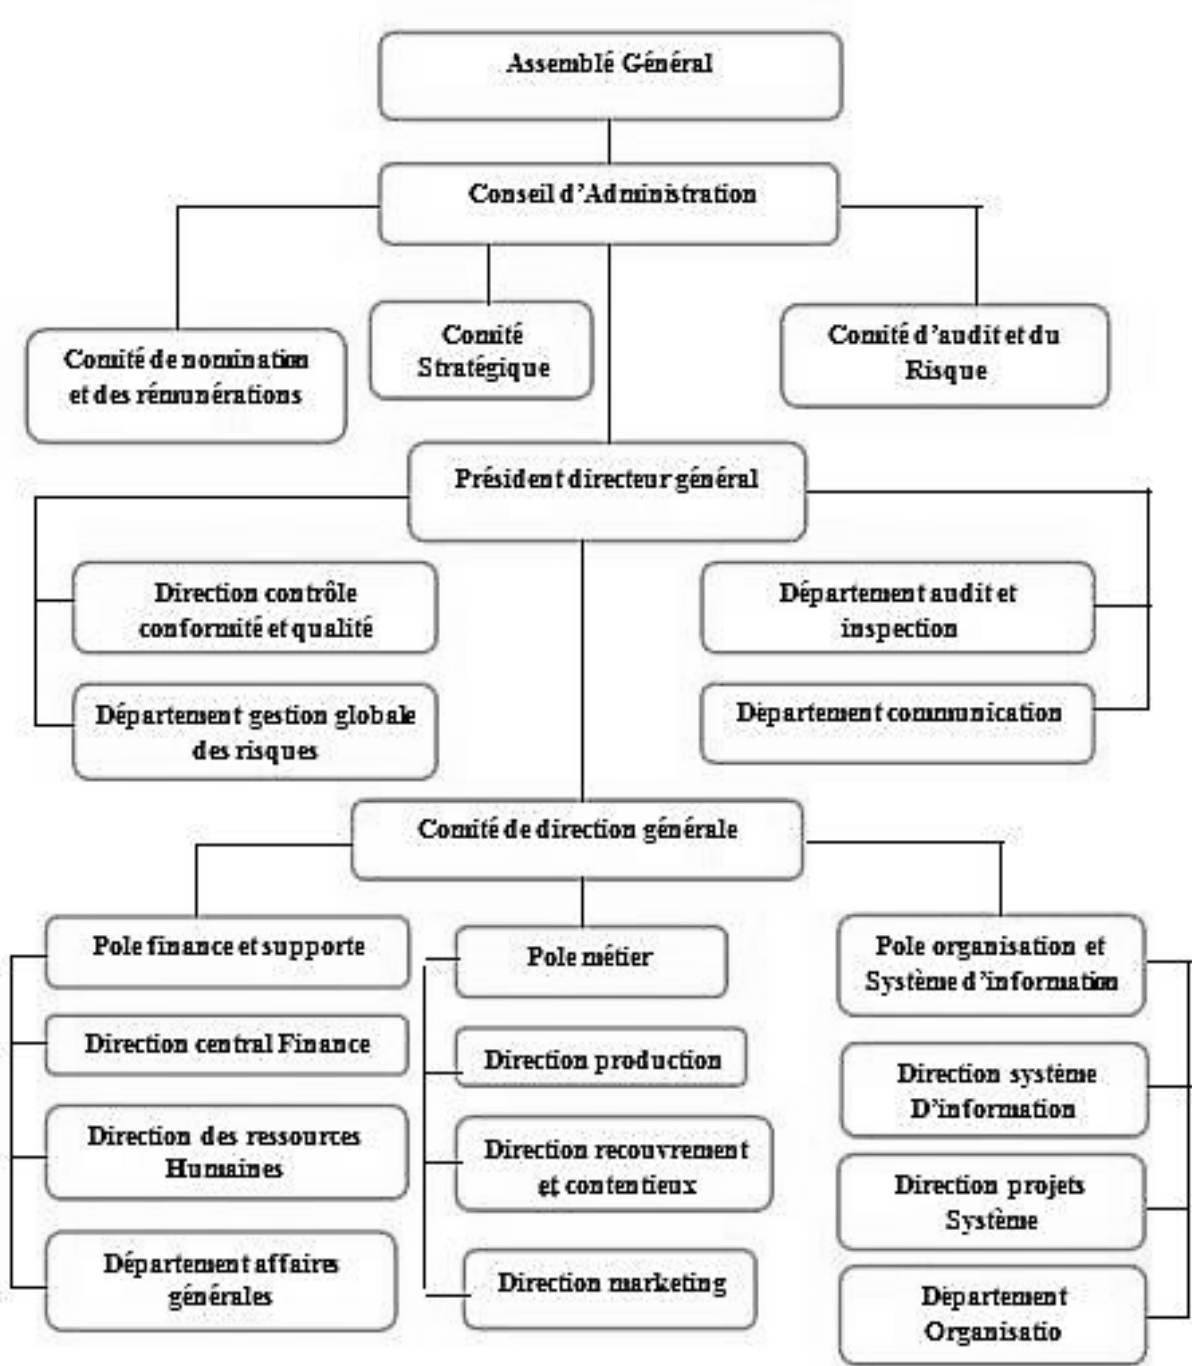 Assemblé Général
Conseil d'Administration
Comité de nomination
et des rémunérations
Comité
Stratégique
Comité d'audit et du
Risque
Président directeur général
Direction contrôle
conformité et qualité
Département audit et
inspection
Département gestion globale
des risques
Département communication
Comité de direction générale
Pole finance et supporte
Pole métier
Pole organisation et
Système d'information
Direction central Finance
Direction production
Direction système
D'information
Direction des ressources
Humaines
Direction recouvrement
et contentieux
Direction projets
Système
Département affaires
générales
Direction marketing
Département
Organisatio